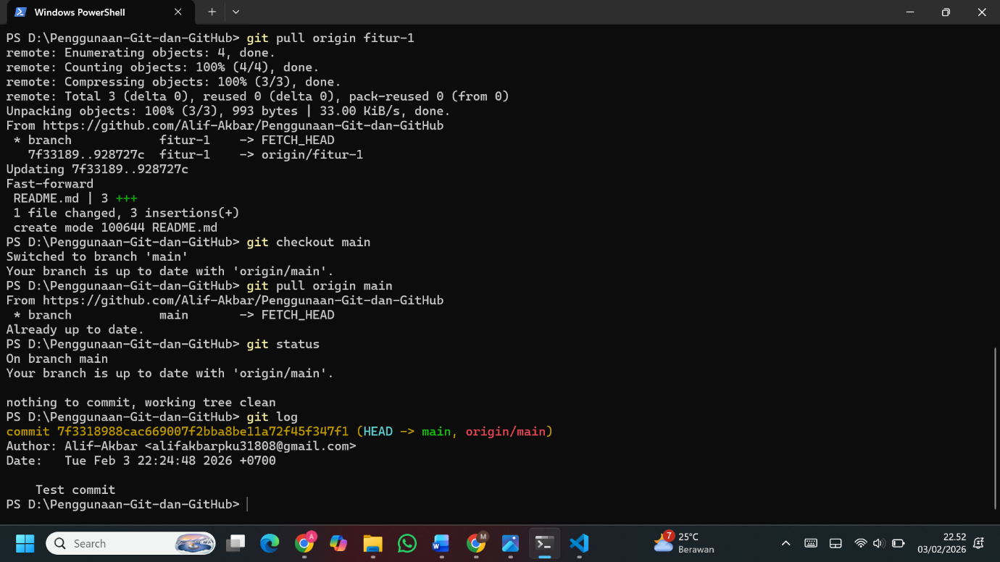 Windows PowerShell
PS D:\Penggunaan-Git-dan-GitHub> git pull origin fitur-1
remote: Enumerating objects: 4, done.
remote: Counting objects: 100% (4/4), done.
remote: Compressing objects: 100% (3/3), done.
remote: Total 3 (delta 0), reused 0 (delta 0), pack-reused 0 (from 0)
Unpacking objects: 100% (3/3), 993 bytes | 33.00 KiB/s, done.
From https://github.com/Alif-Akbar/Penggunaan-Git-dan-GitHub
 * branch            fitur-1    -> FETCH_HEAD
   7f33189..928727c  fitur-1    -> origin/fitur-1
Updating 7f33189..928727c
Fast-forward
 README.md | 3 +++
 1 file changed, 3 insertions(+)
 create mode 100644 README.md
PS D:\Penggunaan-Git-dan-GitHub> git checkout main
Switched to branch 'main'
Your branch is up to date with 'origin/main'.
PS D:\Penggunaan-Git-dan-GitHub> git pull origin main
From https://github.com/Alif-Akbar/Penggunaan-Git-dan-GitHub
 * branch            main       -> FETCH_HEAD
Already up to date.
PS D:\Penggunaan-Git-dan-GitHub> git status
On branch main
Your branch is up to date with 'origin/main'.

nothing to commit, working tree clean
PS D:\Penggunaan-Git-dan-GitHub> git log
commit 7f3318988cac669007f2bba8be11a72f45f347f1 (HEAD -> main, origin/main)
Author: Alif-Akbar <alifakbarpku31808@gmail.com>
Date:   Tue Feb 3 22:24:48 2026 +0700

    Test commit
PS D:\Penggunaan-Git-dan-GitHub>
Search
A
M
7
25°C
Berawan
22.52
03/02/2026